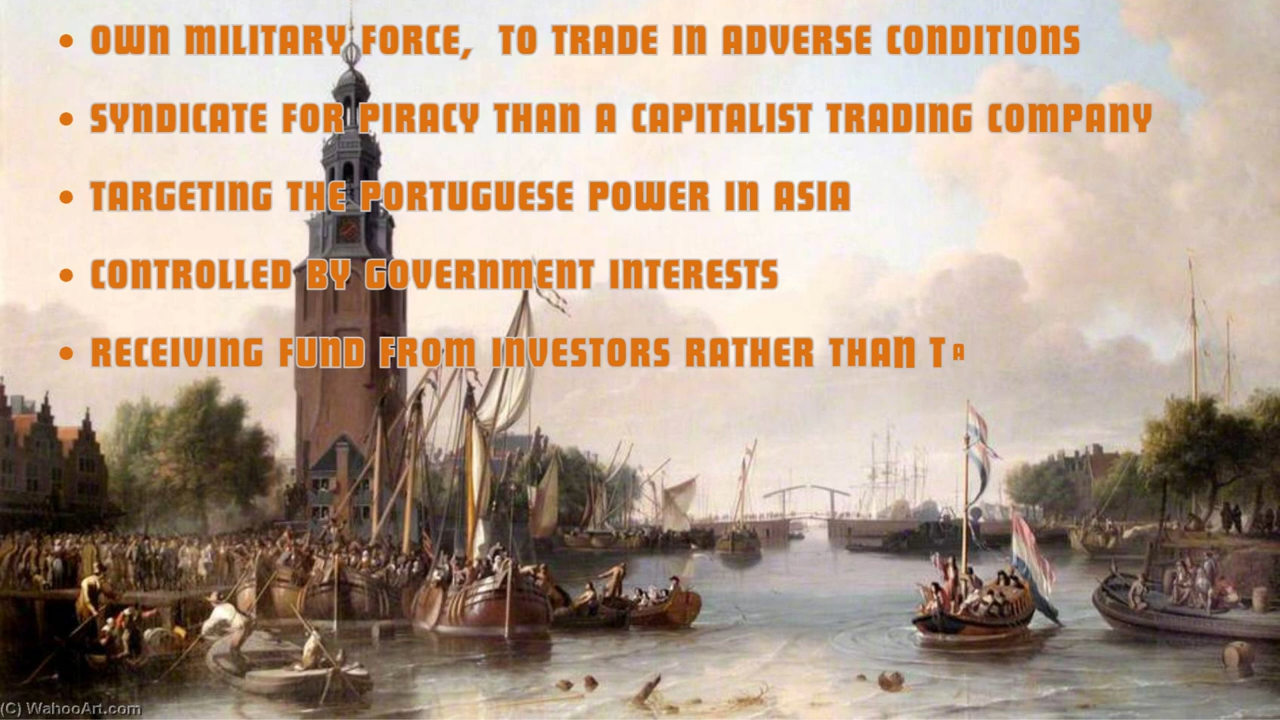 • OWN MILITARY FORCE, TO TRADE IN ADVERSE CONDITIONS
• SYNDICATE FOR PIRACY THAN A CAPITALIST TRADING COMPANY
• TARGETING THE PORTUGUESE POWER IN ASIA
• CONTROLLED BY GOVERNMENT INTERESTS
• RECEIVING FUND FROM INVESTORS RATHER THAN TA
(C) WahooArt.com